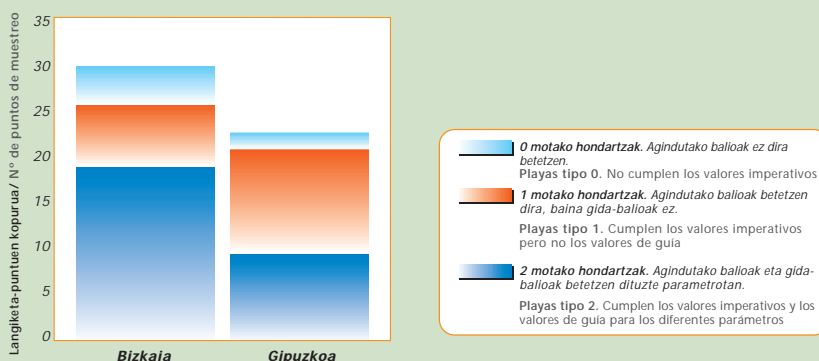 Langiketa-puntuen kopurua/ Nº de puntos de muestreo
35
30
25
20
15
10
5
0
Bizkaia
Gipuzkoa
0 motako hondartzak. Agindutako balioak ez dira
betetzen.
Playas tipo 0. No cumplen los valores imperativos
1 motako hondartzak. Agindutako balioak betetzen
dira, baina gida-balioak ez.
Playas tipo 1. Cumplen los valores imperativos
pero no los valores de guía
2 motako hondartzak. Agindutako balioak eta gida-
balioak betetzen dituzte parametrotan.
Playas tipo 2. Cumplen los valores imperativos y los
valores de guía para los diferentes parámetros